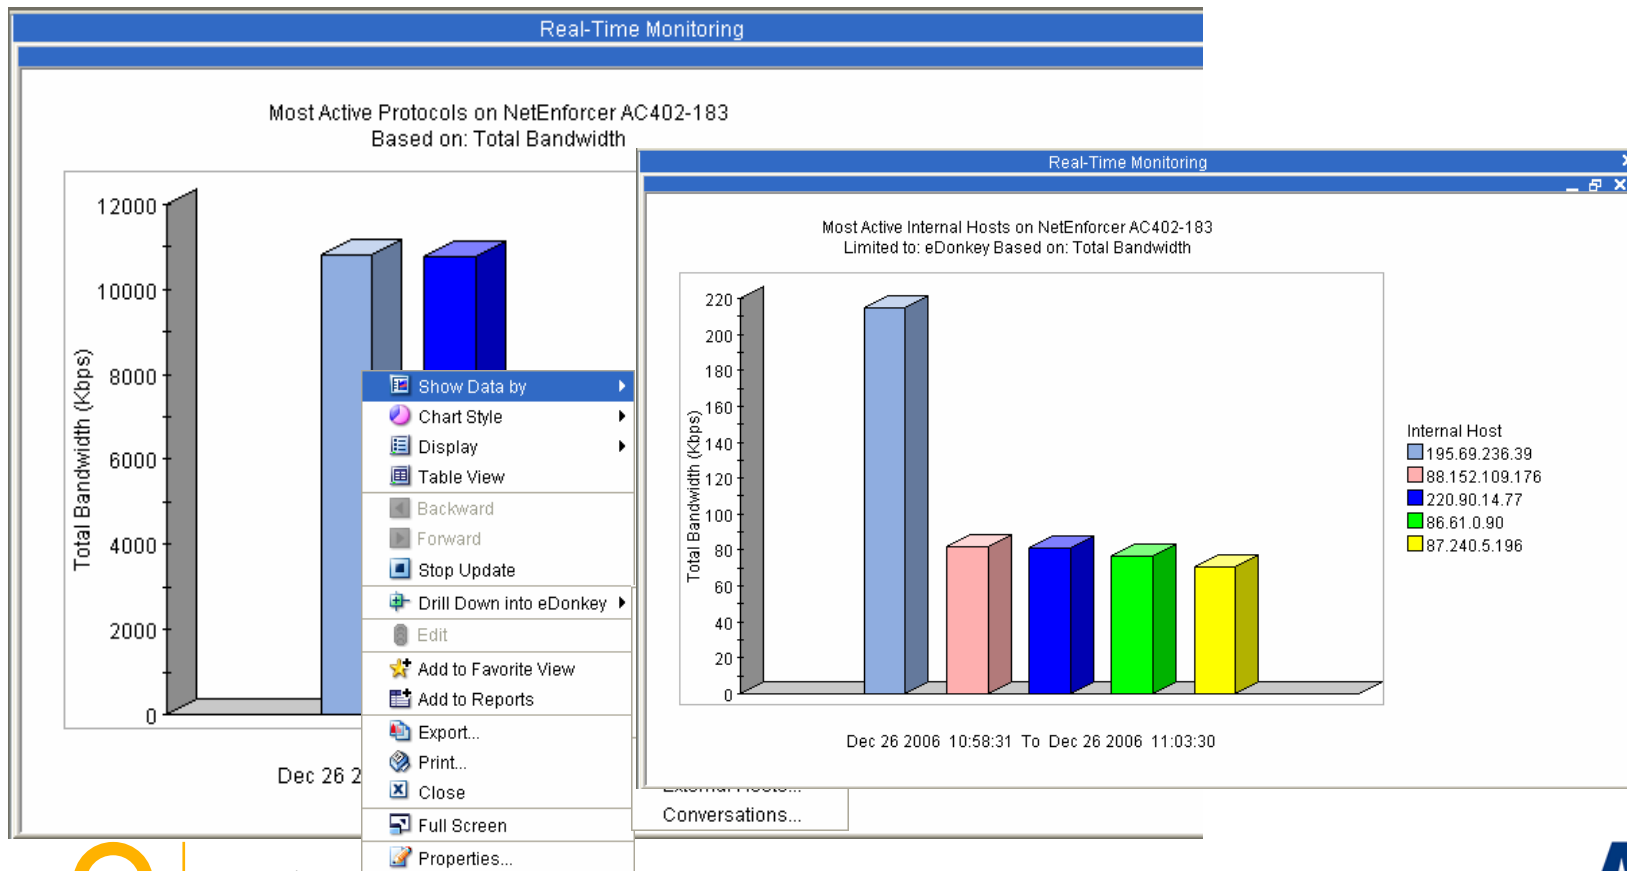 Real-Time Monitoring
Most Active Protocols on NetEnforcer AC402-183
Based on: Total Bandwidth
12000
10000
8000
6000
4000
2000
0
Total Bandwidth (Kbps)
Dec 26 2
Show Data by
Chart Style
Display
Table View
Backward
Forward
Stop Update
Drill Down into eDonkey
Edit
Add to Favorite View
Add to Reports
Export...
Print...
Close
Full Screen
Properties...
External Hosts...
Conversations...
Real-Time Monitoring
Most Active Internal Hosts on NetEnforcer AC402-183
Limited to: eDonkey Based on: Total Bandwidth
220
200
180
160
140
120
100
80
60
40
20
0
Total Bandwidth (Kbps)
Dec 26 2006 10:58:31 To Dec 26 2006 11:03:30
Internal Host
195.69.236.39
88.152.109.176
220.90.14.77
86.61.0.90
87.240.5.196